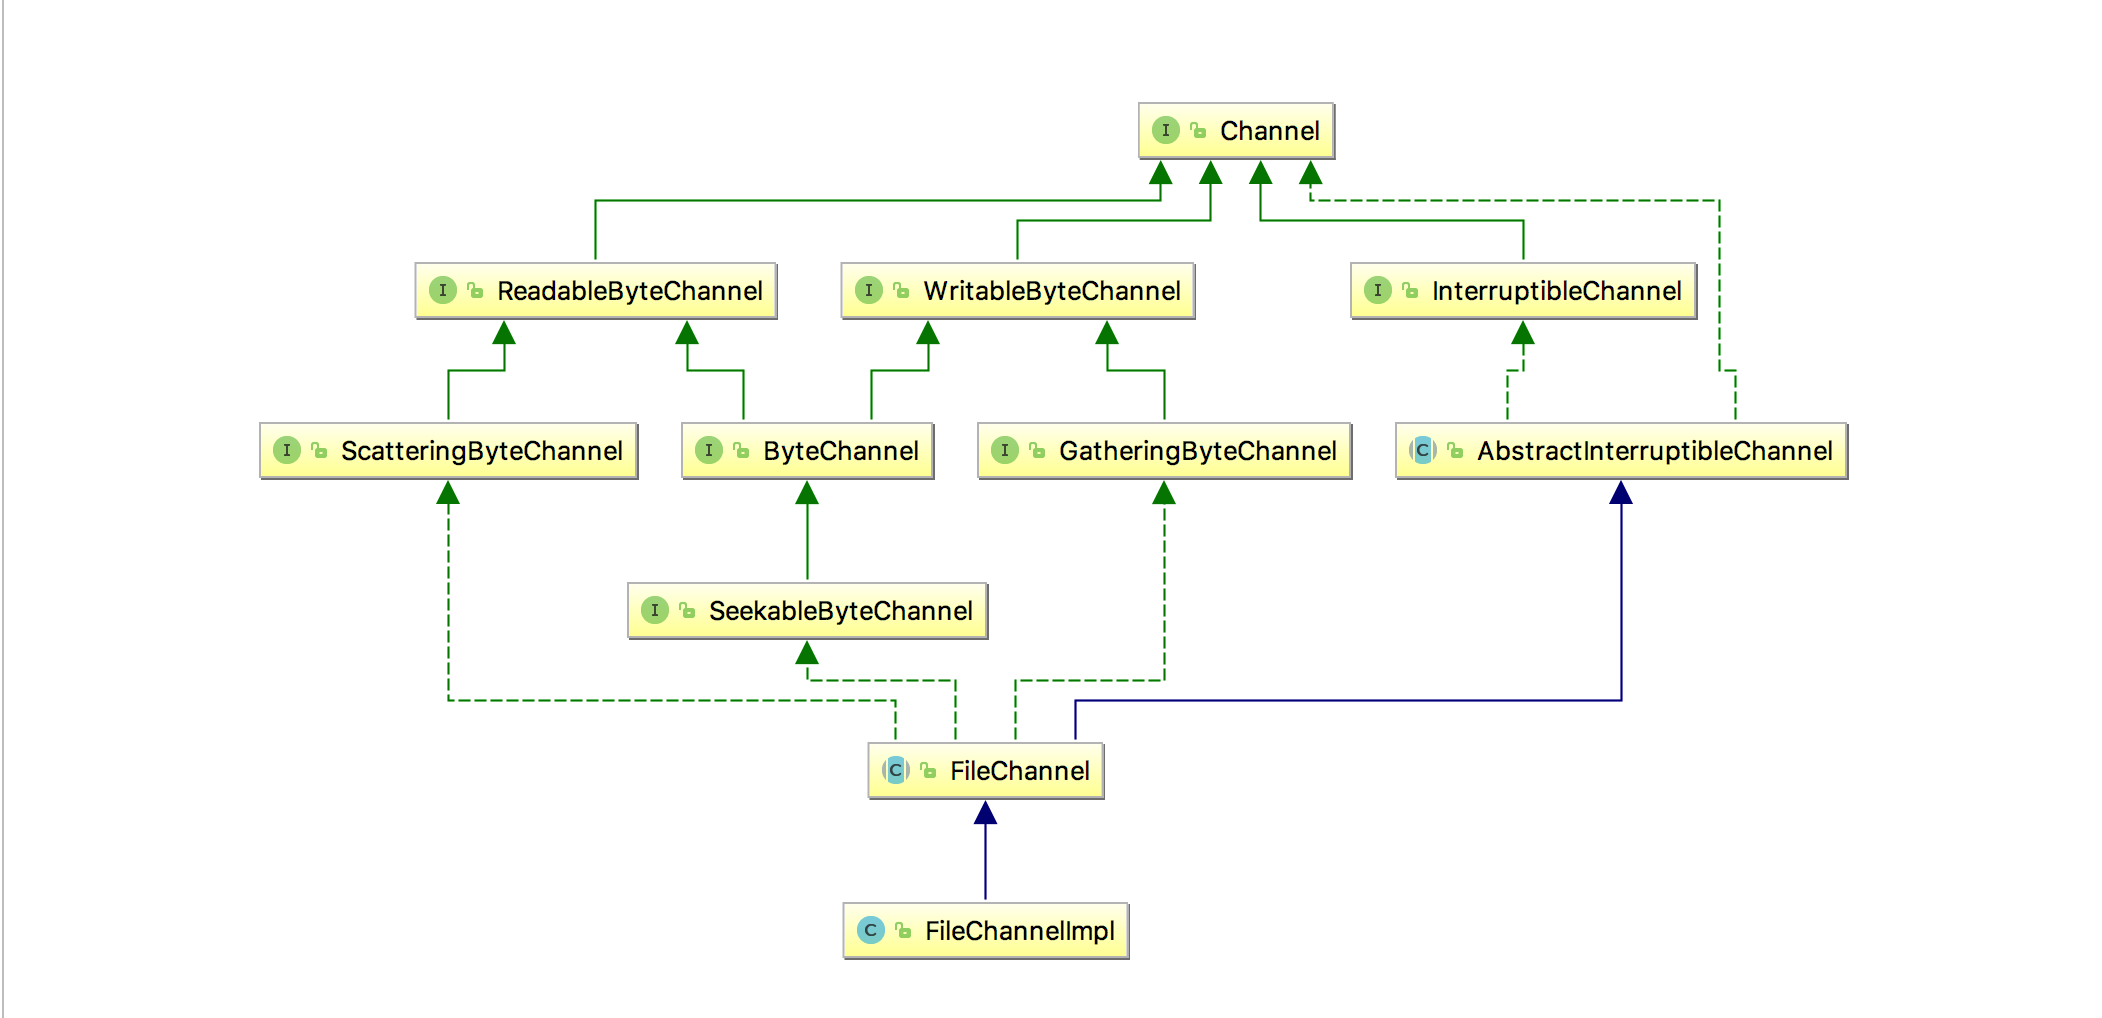 I Channel
I ReadableByteChannel
I WritableByteChannel
I InterruptibleChannel
I ScatteringByteChannel
I ByteChannel
I GatheringByteChannel
C AbstractInterruptibleChannel
I SeekableByteChannel
C FileChannel
C FileChannelImpl